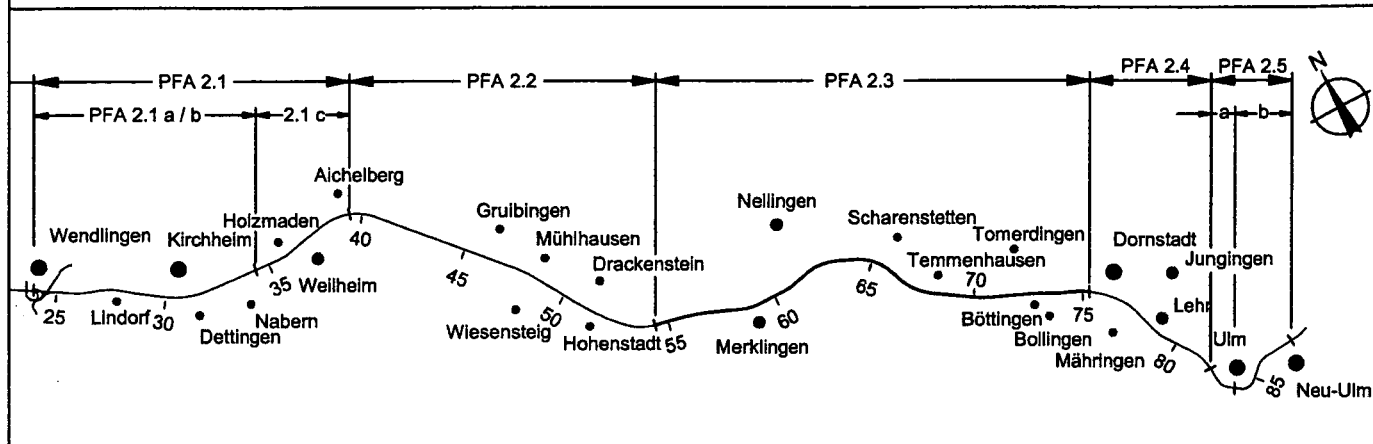 N
PFA 2.1
PFA 2.2
PFA 2.3
PFA 2.4
PFA 2.5
PFA 2.1 a / b
2.1 c
a
b
Aichelberg
Holzmaden
Wendlingen
Kirchheim
40
Gruibingen
Mühlhausen
Drackenstein
Nellingen
Scharenstetten
Tomerdingen
Temmenhausen
Dornstadt
Jungingen
35
Weilheim
45
65
70
25
Lindorf
30
Dettingen
Nabern
Wiesensteig
50
Hohenstadt
55
60
Merklingen
Böttingen
Bollingen
75
Mähringen
Lehr
80
Ulm
85
Neu-Ulm